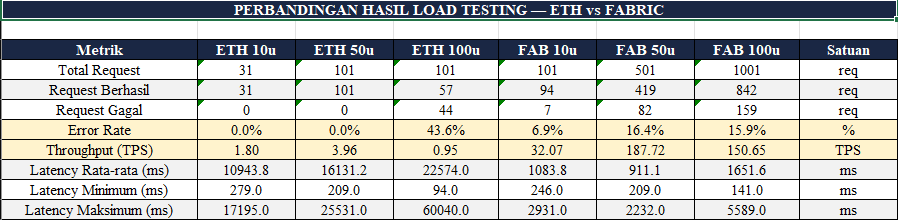 PERBANDINGAN HASIL LOAD TESTING — ETH vs FABRIC
Metrik ETH 10u ETH 50u ETH 100u FAB 10u FAB 50u FAB 100u Satuan
Total Request 31 101 101 101 501 1001 req
Request Berhasil 31 101 57 94 419 842 req
Request Gagal 0 0 44 7 82 159 req
Error Rate 0.0% 0.0% 43.6% 6.9% 16.4% 15.9% %
Throughput (TPS) 1.80 3.96 0.95 32.07 187.72 150.65 TPS
Latency Rata-rata (ms) 10943.8 16131.2 22574.0 1083.8 911.1 1651.6 ms
Latency Minimum (ms) 279.0 209.0 94.0 246.0 209.0 141.0 ms
Latency Maksimum (ms) 17195.0 25531.0 60040.0 2931.0 2232.0 5589.0 ms